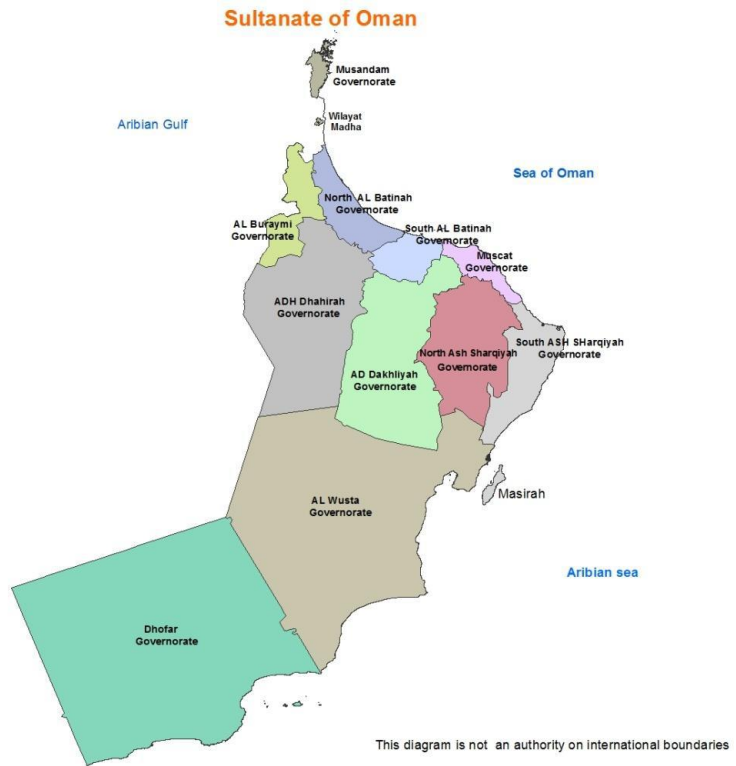 Sultanate of Oman
Musandam
Governorate
Wilayat
Madha
Aribian Gulf
Sea of Oman
North AL Batinah
Governorate
AL Buraymi
Governorate
South AL Batinah
Governorate
Muscat
Governorate
ADH Dhahirah
Governorate
South ASH SHarqiyah
Governorate
North Ash Sharqiyah
Governorate
AD Dakhliyah
Governorate
AL Wusta
Governorate
Masirah
Aribian sea
Dhofar
Governorate
This diagram is not an authority on international boundaries